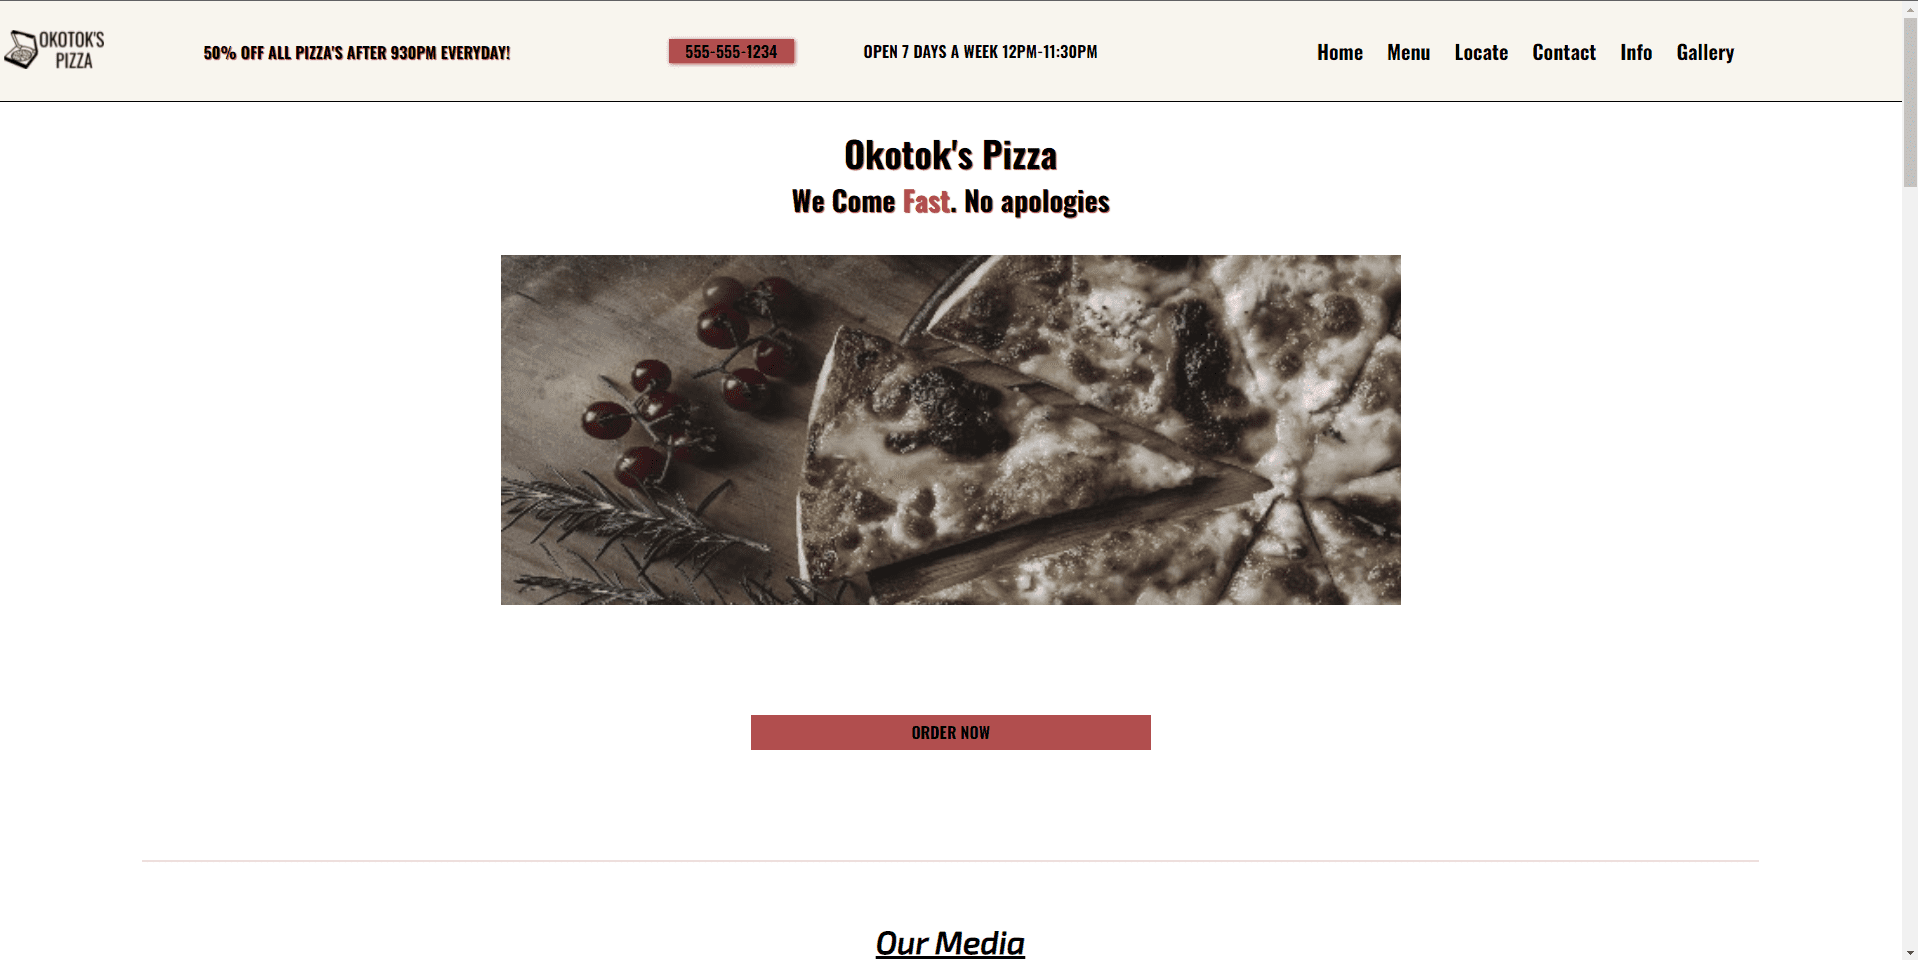 OKOTOK'S
PIZZA
50% OFF ALL PIZZA'S AFTER 930PM EVERYDAY!
555-555-1234
OPEN 7 DAYS A WEEK 12PM-11:30PM
Home Menu Locate Contact Info Gallery
Okotok's Pizza
We Come Fast. No apologies
ORDER NOW
Our Media